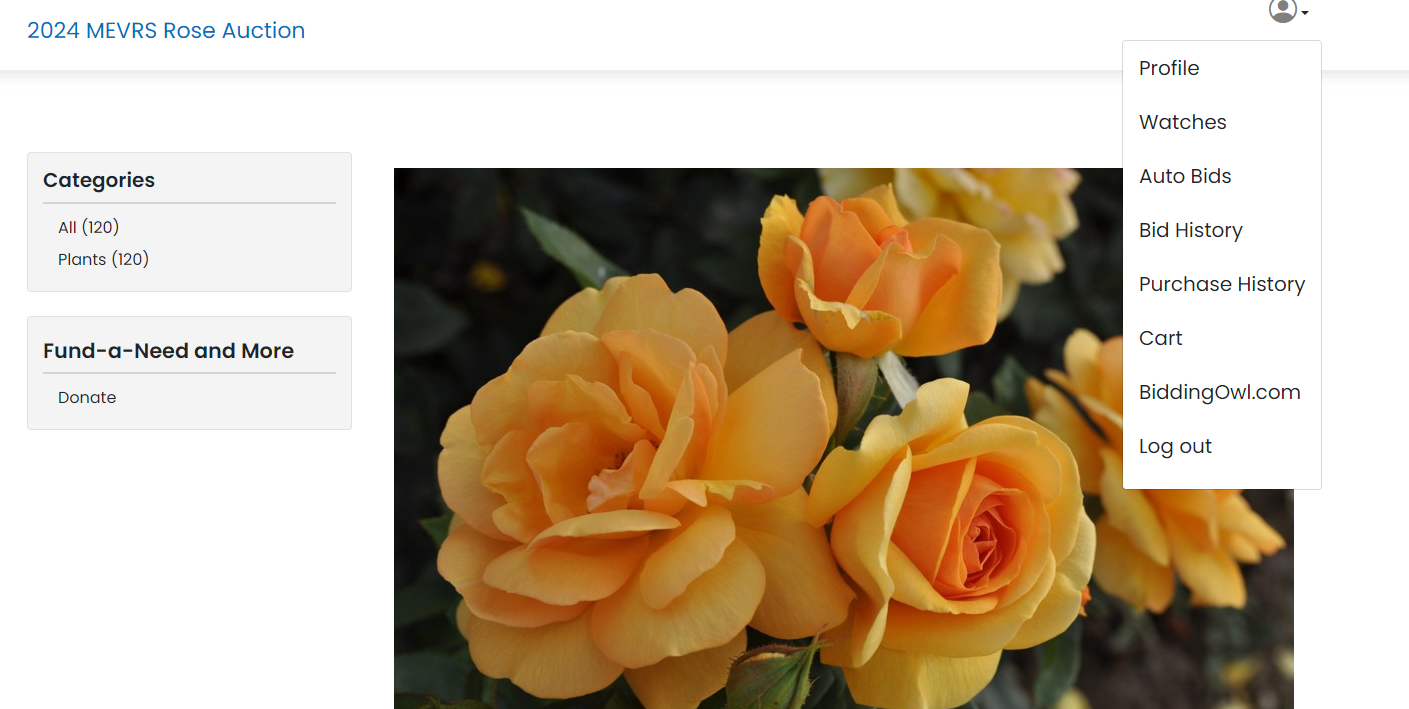 2024 MEVRS Rose Auction
Profile
Watches
Auto Bids
Bid History
Purchase History
Cart
BiddingOwl.com
Log out
Categories
All (120)
Plants (120)
Fund-a-Need and More
Donate